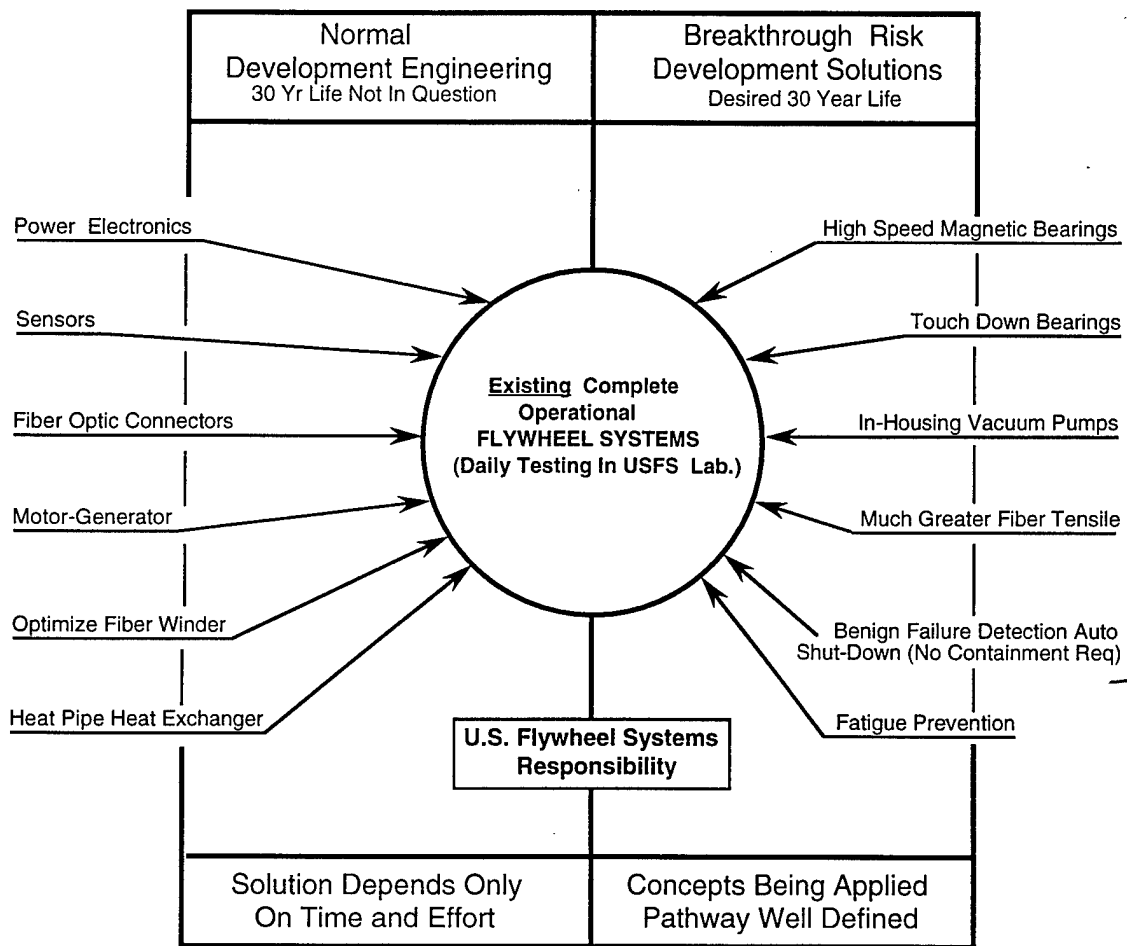 Normal
Development Engineering
30 Yr Life Not In Question
Breakthrough Risk
Development Solutions
Desired 30 Year Life
Power Electronics
Sensors
Fiber Optic Connectors
Motor-Generator
Optimize Fiber Winder
Heat Pipe Heat Exchanger
Existing Complete
Operational
FLYWHEEL SYSTEMS
(Daily Testing In USFS Lab.)
High Speed Magnetic Bearings
Touch Down Bearings
In-Housing Vacuum Pumps
Much Greater Fiber Tensile
Benign Failure Detection Auto
Shut-Down (No Containment Req)
Fatigue Prevention
U.S. Flywheel Systems
Responsibility
Solution Depends Only
On Time and Effort
Concepts Being Applied
Pathway Well Defined